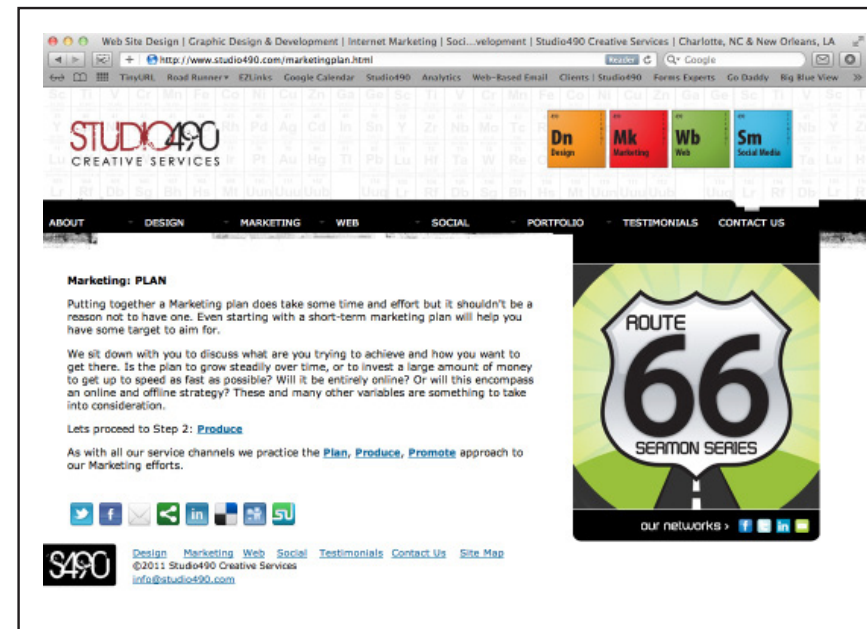 Web Site Design | Graphic Design & Development | Internet Marketing | Soci...velopment | Studio490 Creative Services | Charlotte, NC & New Orleans, LA
http://www.studio490.com/marketingplan.html
Reader
Google
TinyURL Road Runner EZLinks Google Calendar Studio490 Analytics Web-Based Email Clients | Studio490 Forms Experts Go Daddy Big Blue View
STUDIO490
CREATIVE SERVICES
Dn
Design
Mk
Marketing
Wb
Web
Sm
Social Media
ABOUT DESIGN MARKETING WEB SOCIAL PORTFOLIO TESTIMONIALS CONTACT US
Marketing: PLAN
Putting together a Marketing plan does take some time and effort but it shouldn't be a
reason not to have one. Even starting with a short-term marketing plan will help you
have some target to aim for.
We sit down with you to discuss what are you trying to achieve and how you want to
get there. Is the plan to grow steadily over time, or to invest a large amount of money
to get up to speed as fast as possible? Will it be entirely online? Or will this encompass
an online and offline strategy? These and many other variables are something to take
into consideration.
Lets proceed to Step 2: Produce
As with all our service channels we practice the Plan, Produce, Promote approach to
our Marketing efforts.
ROUTE
66
SERMON SERIES
our networks >
S490
Design Marketing Web Social Testimonials Contact Us Site Map
©2011 Studio490 Creative Services
info@studio490.com